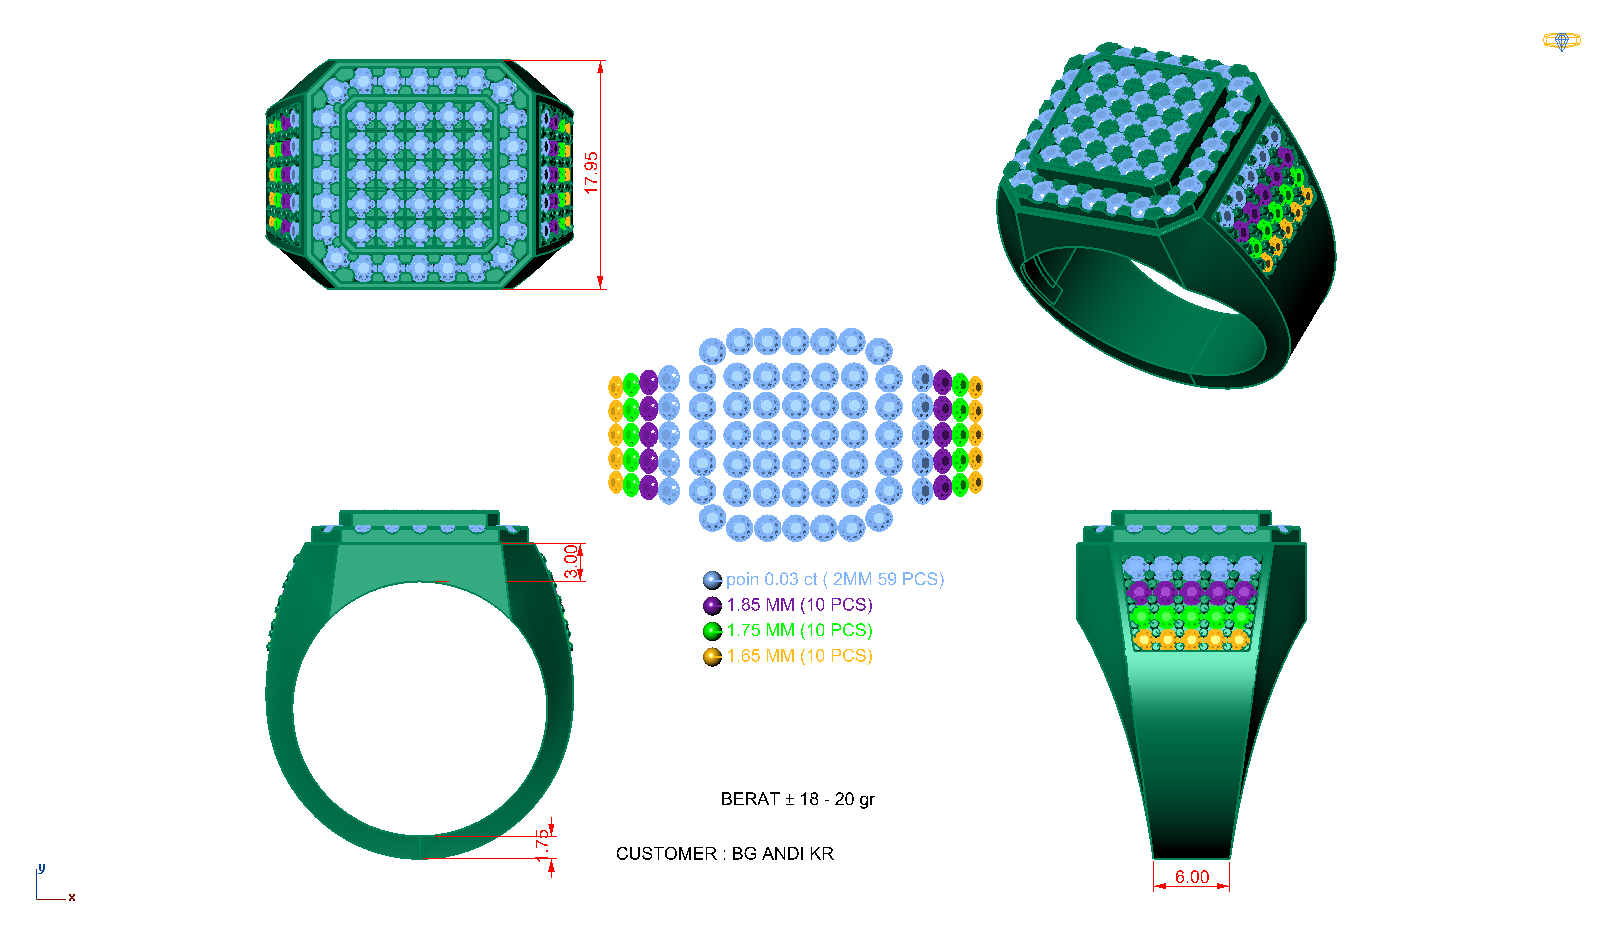 17.95
poin 0.03 ct ( 2MM 59 PCS)
1.85 MM (10 PCS)
1.75 MM (10 PCS)
1.65 MM (10 PCS)
3.00
1.75
BERAT ± 18 - 20 gr
CUSTOMER : BG ANDI KR
6.00
y
x